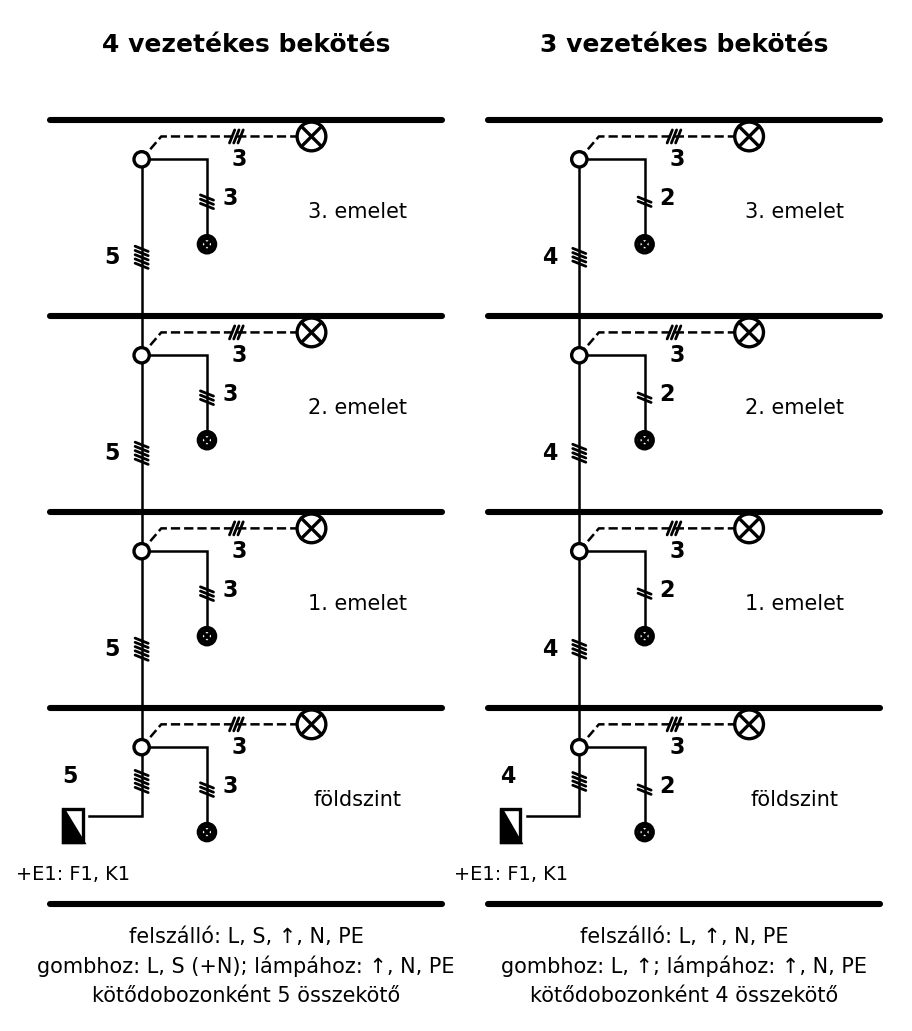 4 vezetékes bekötés
3
3
3. emelet
5
3
3
2. emelet
5
3
3
1. emelet
5
3
5
3
földszint
+E1: F1, K1
felszálló: L, S, ↑, N, PE
gombhoz: L, S (+N); lámpához: ↑, N, PE
kötődobozonként 5 összekötő
3 vezetékes bekötés
3
2
3. emelet
4
3
2
2. emelet
4
3
2
1. emelet
4
3
4
2
földszint
+E1: F1, K1
felszálló: L, ↑, N, PE
gombhoz: L, ↑; lámpához: ↑, N, PE
kötődobozonként 4 összekötő